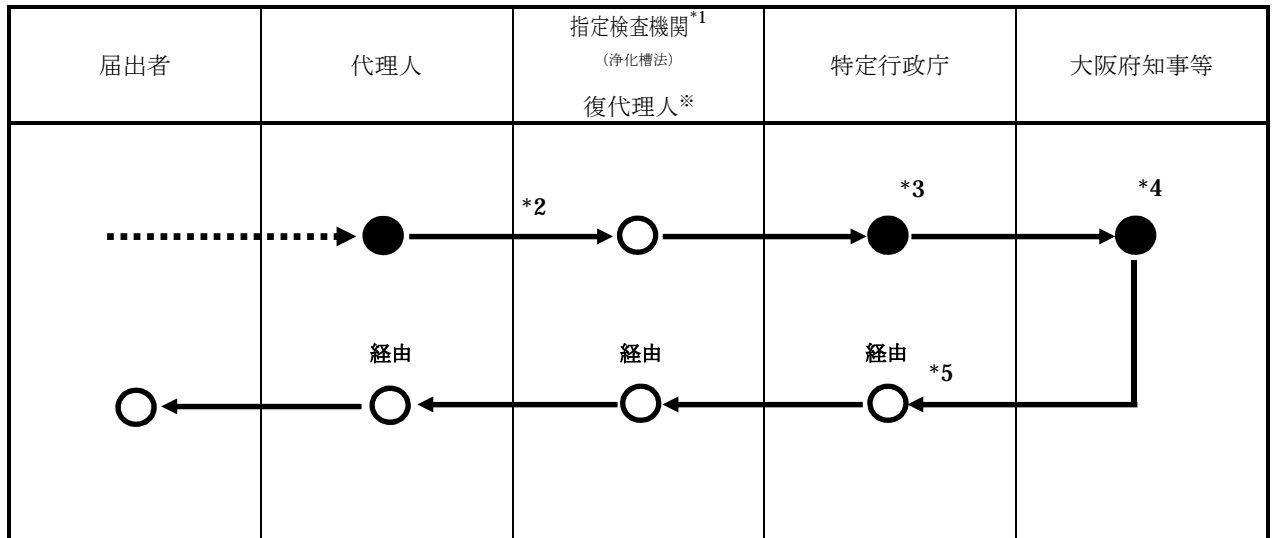 届出者
代理人
指定検査機関*1
（浄化槽法）
復代理人※
特定行政庁
大阪府知事等
*2
*3
*4
経由
経由
経由
*5